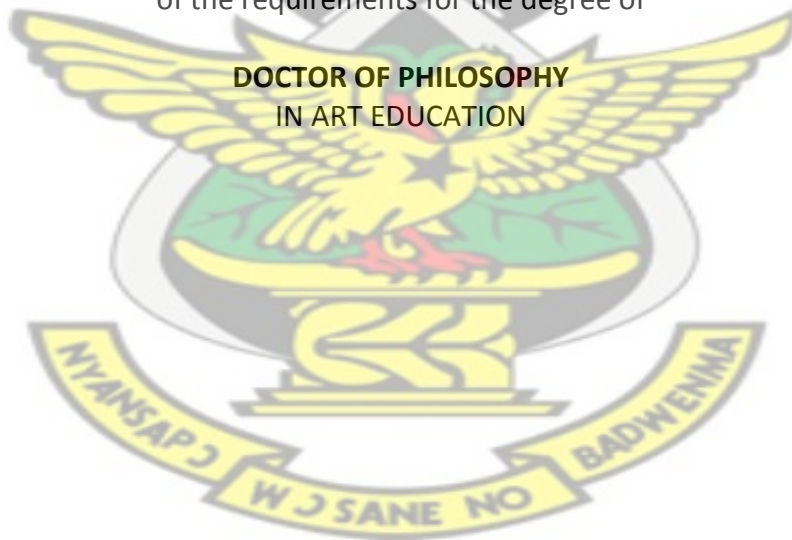 of the requirements for the degree of
DOCTOR OF PHILOSOPHY
IN ART EDUCATION
NYANSAPƆ WƆSANE NO BADWENMA